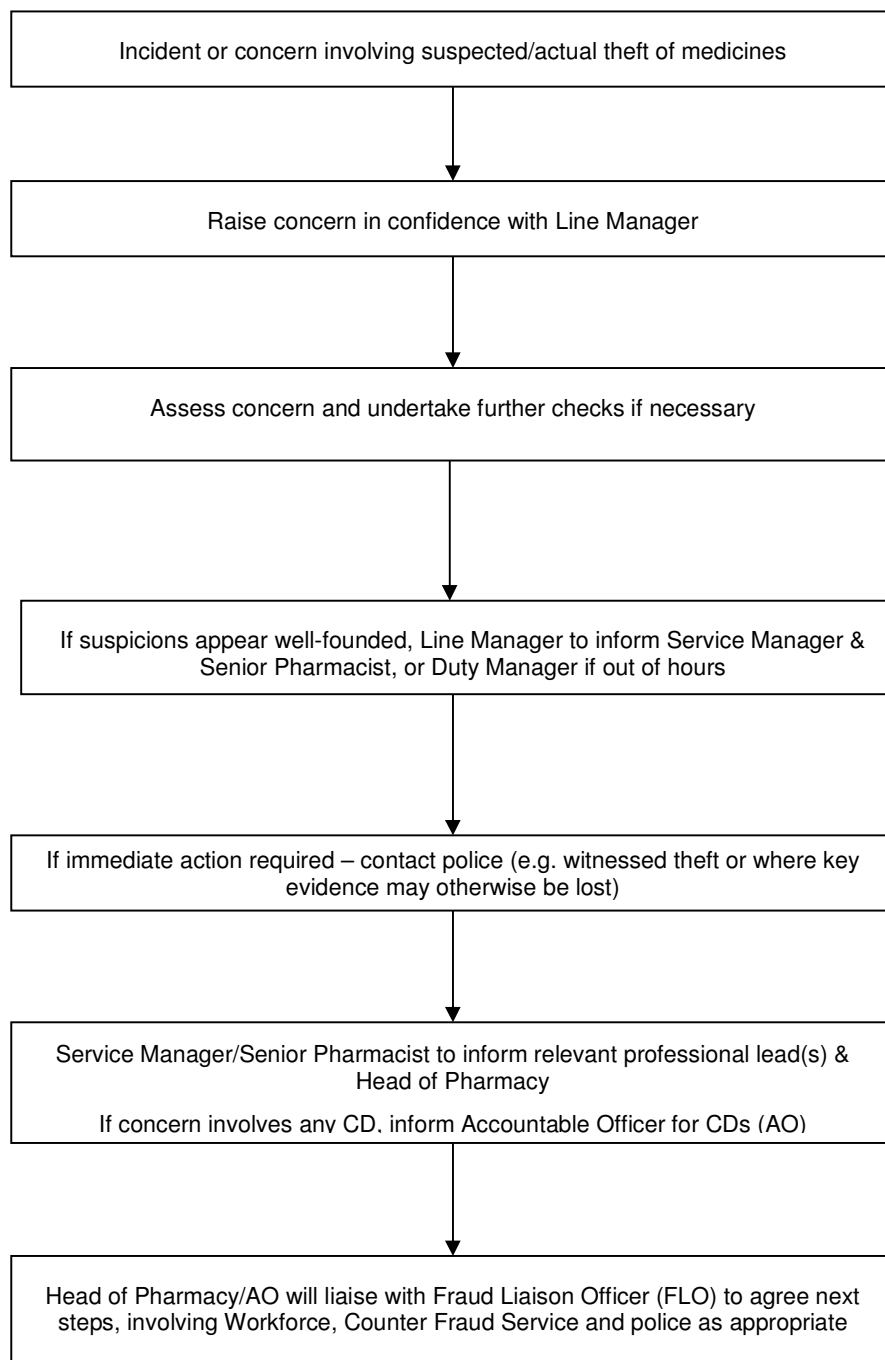 Incident or concern involving suspected/actual theft of medicines
Raise concern in confidence with Line Manager
Assess concern and undertake further checks if necessary
If suspicions appear well-founded, Line Manager to inform Service Manager &
Senior Pharmacist, or Duty Manager if out of hours
If immediate action required – contact police (e.g. witnessed theft or where key
evidence may otherwise be lost)
Service Manager/Senior Pharmacist to inform relevant professional lead(s) &
Head of Pharmacy
If concern involves any CD, inform Accountable Officer for CDs (AO)
Head of Pharmacy/AO will liaise with Fraud Liaison Officer (FLO) to agree next
steps, involving Workforce, Counter Fraud Service and police as appropriate